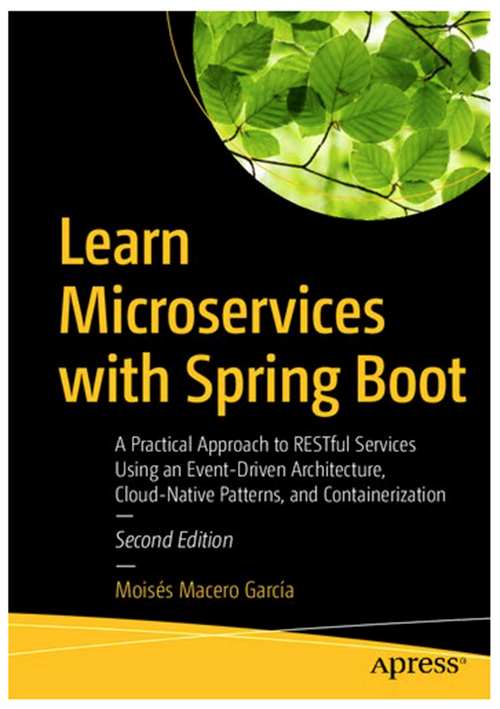 Learn
Microservices
with Spring Boot
A Practical Approach to RESTful Services
Using an Event-Driven Architecture,
Cloud-Native Patterns, and Containerization
—
Second Edition
—
Moisés Macero García
Apress®